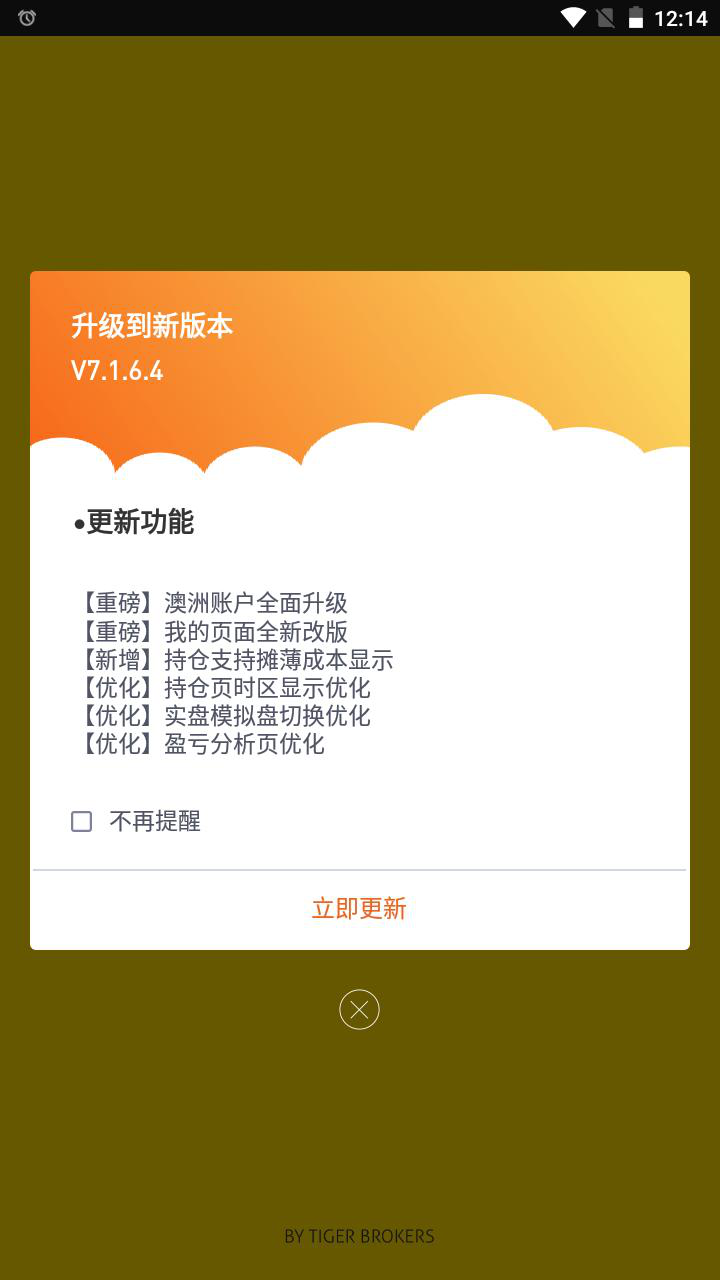 12:14
升级到新版本
V7.1.6.4
•更新功能
【重磅】澳洲账户全面升级
【重磅】我的页面全新改版
【新增】持仓支持摊薄成本显示
【优化】持仓页时区显示优化
【优化】实盘模拟盘切换优化
【优化】盈亏分析页优化
不再提醒
立即更新
BY TIGER BROKERS